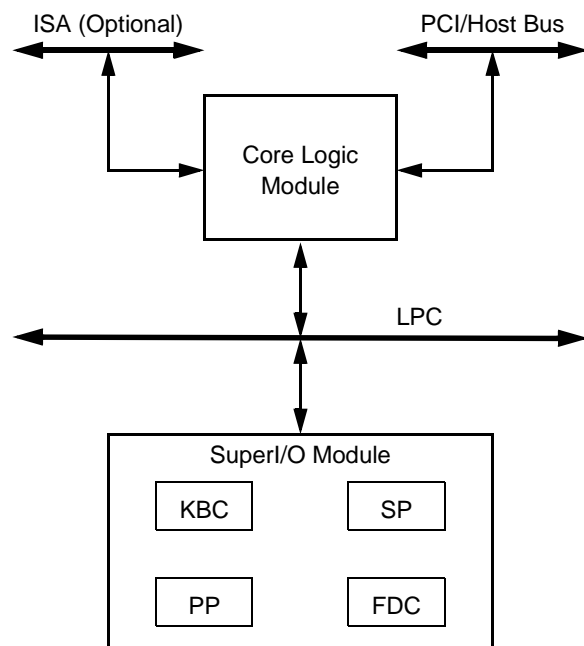 ISA (Optional)
PCI/Host Bus
Core Logic
Module
LPC
SuperI/O Module
KBC
SP
PP
FDC